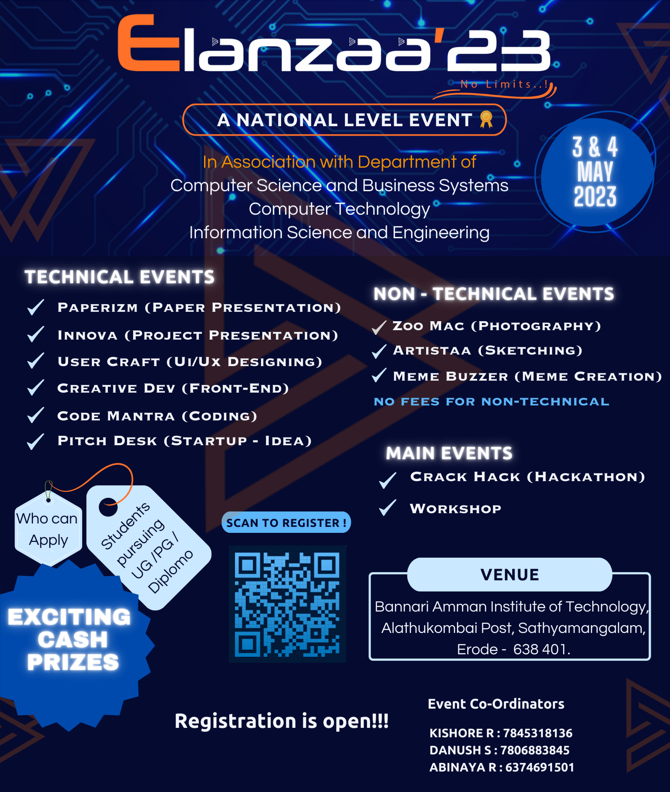 Elanzaa'23
No Limits..!
A NATIONAL LEVEL EVENT
In Association with Department of
Computer Science and Business Systems
Computer Technology
Information Science and Engineering
3 & 4
MAY
2023
TECHNICAL EVENTS
PAPERIZM (PAPER PRESENTATION)
INNOVA (PROJECT PRESENTATION)
USER CRAFT (UI/UX DESIGNING)
CREATIVE DEV (FRONT-END)
CODE MANTRA (CODING)
PITCH DESK (STARTUP - IDEA)
NON - TECHNICAL EVENTS
ZOO MAC (PHOTOGRAPHY)
ARTISTAA (SKETCHING)
MEME BUZZER (MEME CREATION)
NO FEES FOR NON-TECHNICAL
MAIN EVENTS
CRACK HACK (HACKATHON)
WORKSHOP
Who can
Apply
Students
pursuing
UG /PG /
Diplomo
EXCITING
CASH
PRIZES
SCAN TO REGISTER !
VENUE
Bannari Amman Institute of Technology,
Alathukombai Post, Sathyamangalam,
Erode - 638 401.
Registration is open!!!
Event Co-Ordinators
KISHORE R : 7845318136
DANUSH S : 7806883845
ABINAYA R : 6374691501